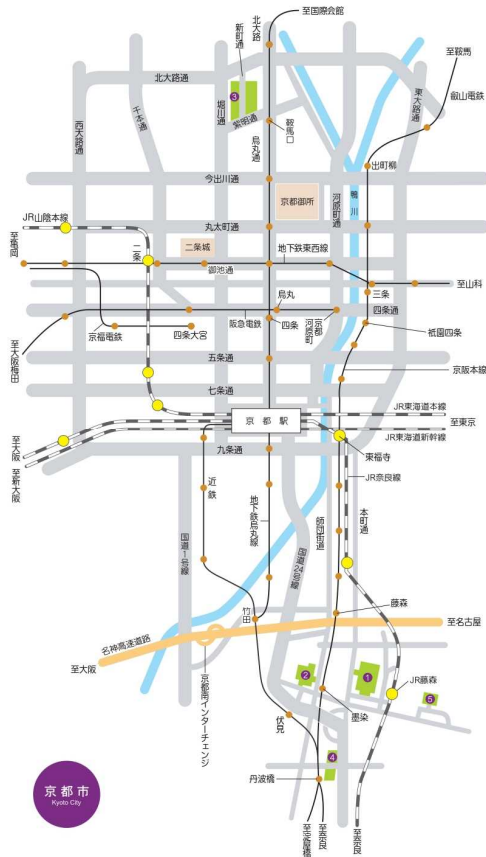 至国際会館
北大路
新町通
至鞍馬
叡山電鉄
北大路通
千本通
堀川通
3
紫明通
烏丸通
鞍馬口
東大路通
西大路通
出町柳
今出川通
京都御所
河原町通
鴨川
丸太町通
JR山陰本線
二条
二条城
地下鉄東西線
至亀岡
御池通
至山科
三条
烏丸
四条通
京福電鉄
四条大宮
阪急電鉄
四条
京都河原町
祇園四条
至大阪梅田
五条通
京阪本線
七条通
京都駅
JR東海道本線
至東京
JR東海道新幹線
至大阪
至新大阪
九条通
東福寺
近鉄
JR奈良線
地下鉄烏丸線
師団街道
本町通
国道1号線
国道24号線
竹田
藤森
至名古屋
名神高速道路
至大阪
京都南インターチェンジ
2
1
JR藤森
5
墨染
伏見
4
丹波橋
京都市
Kyoto City
至淀屋橋
至奈良
至奈良